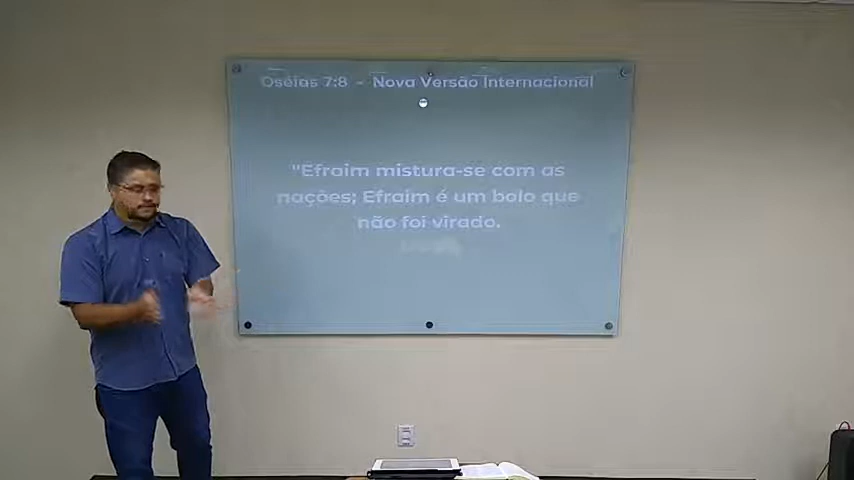 Oséias 7:8 - Nova Versão Internacional
"Efraim mistura-se com as
nações; Efraim é um bolo que
não foi virado.